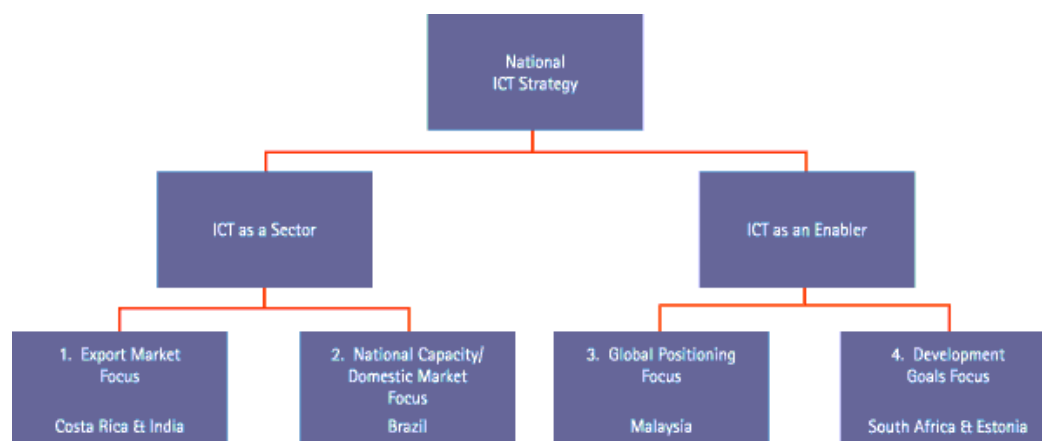 National
ICT Strategy
ICT as a Sector
ICT as an Enabler
1. Export Market
Focus
Costa Rica & India
2. National Capacity/
Domestic Market
Focus
Brazil
3. Global Positioning
Focus
Malaysia
4. Development
Goals Focus
South Africa & Estonia